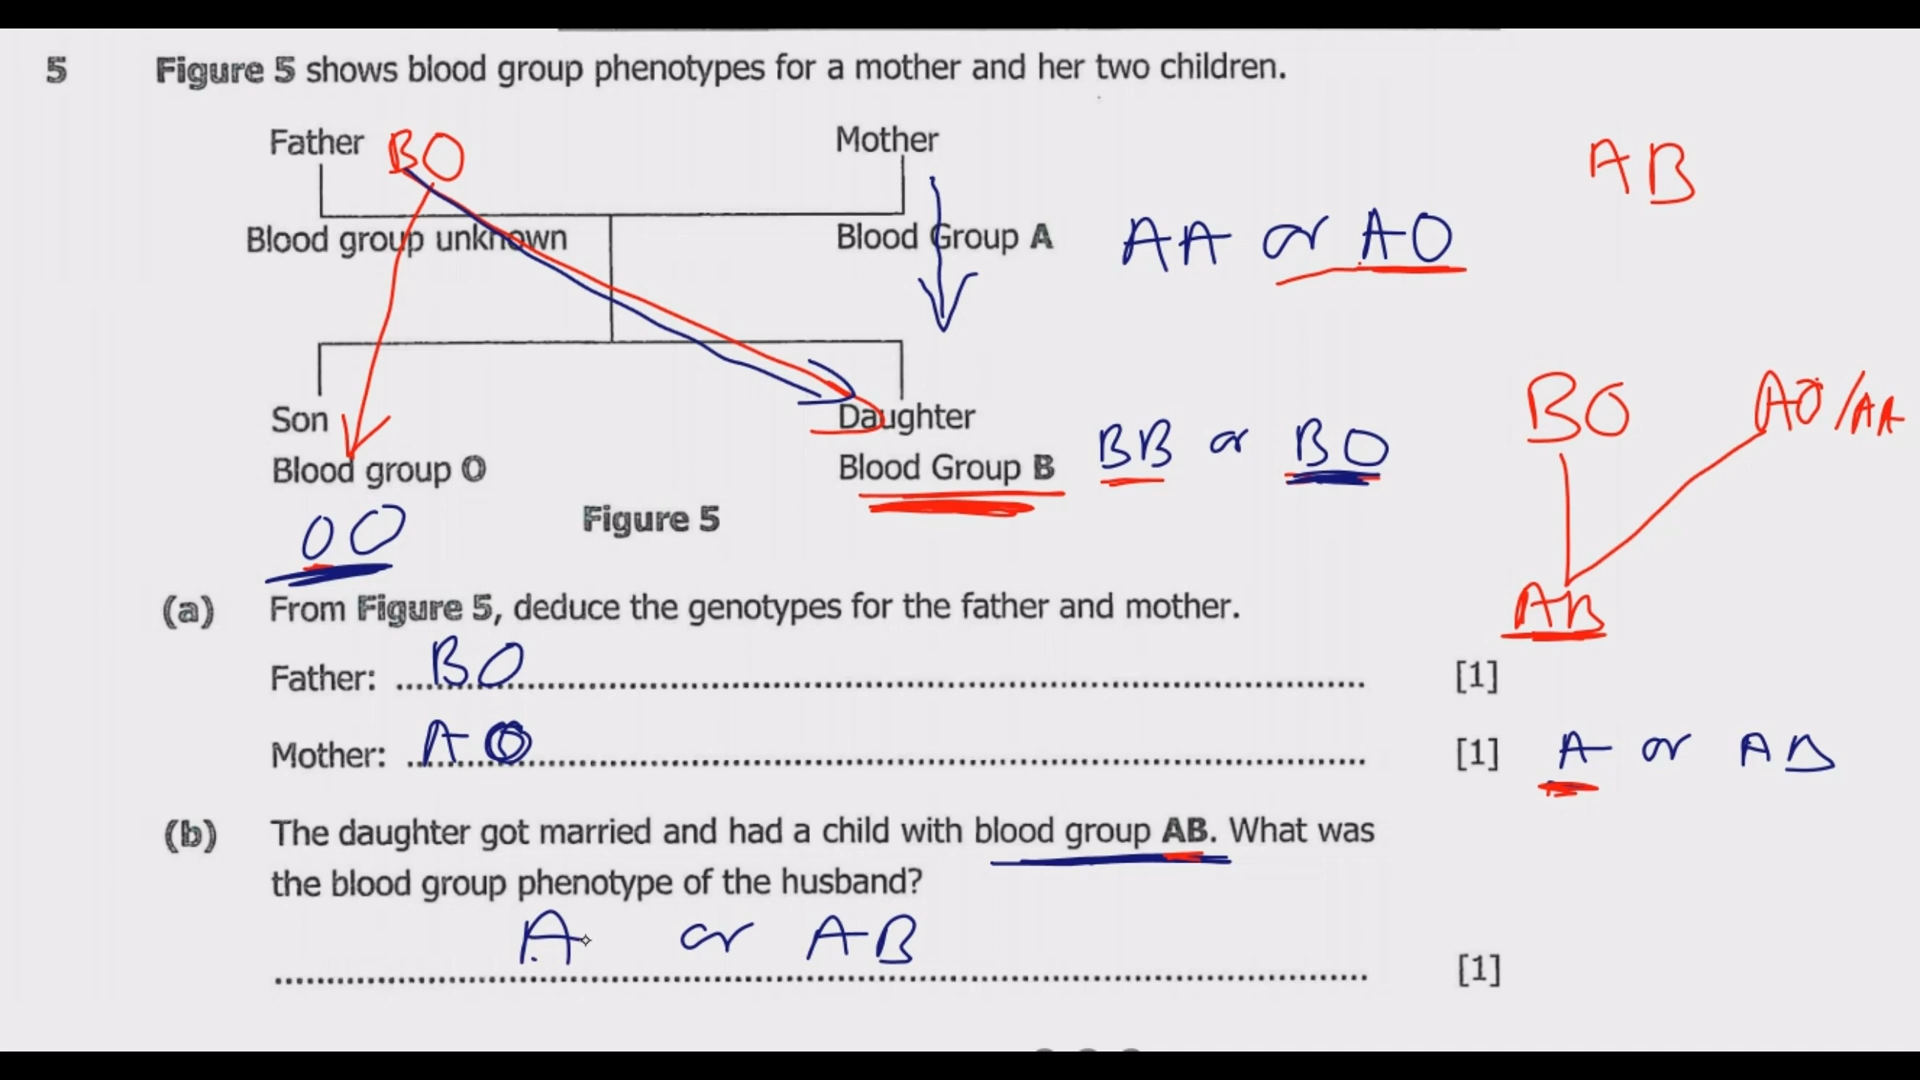 5 Figure 5 shows blood group phenotypes for a mother and her two children.
Father BO Mother AB
Blood group unknown Blood Group A AA or AO
BO AO/AA
Son Daughter
Blood group O Blood Group B BB or BO
OO Figure 5
AB
(a) From Figure 5, deduce the genotypes for the father and mother.
Father: BO [1]
Mother: AO [1] A or AB
(b) The daughter got married and had a child with blood group AB. What was
the blood group phenotype of the husband?
A or AB
[1]